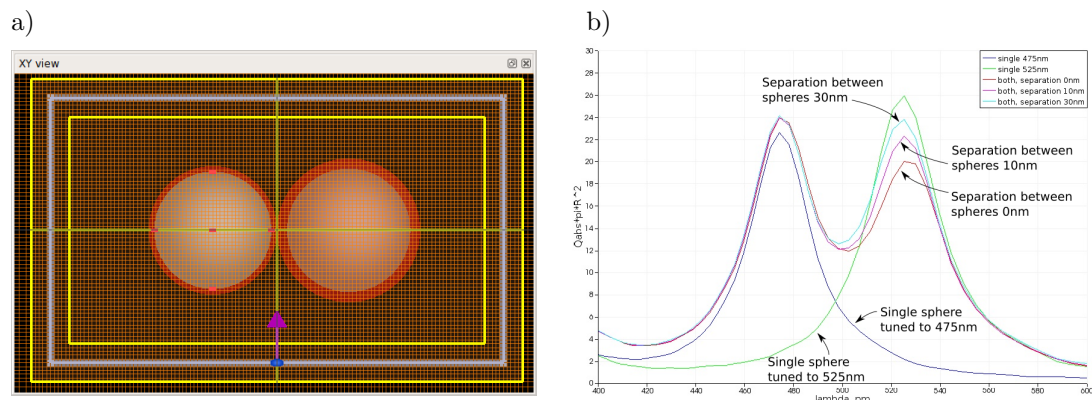 a)
b)
XY view
Qabs*pi*R^2
30
28
26
24
22
20
18
16
14
12
10
8
6
4
2
0
400
420
440
460
480
500
520
540
560
580
600
lambda, nm
single 475nm
single 525nm
both, separation 0nm
both, separation 10nm
both, separation 30nm
Separation between
spheres 30nm
Separation between
spheres 10nm
Separation between
spheres 0nm
Single sphere
tuned to 475nm
Single sphere
tuned to 525nm